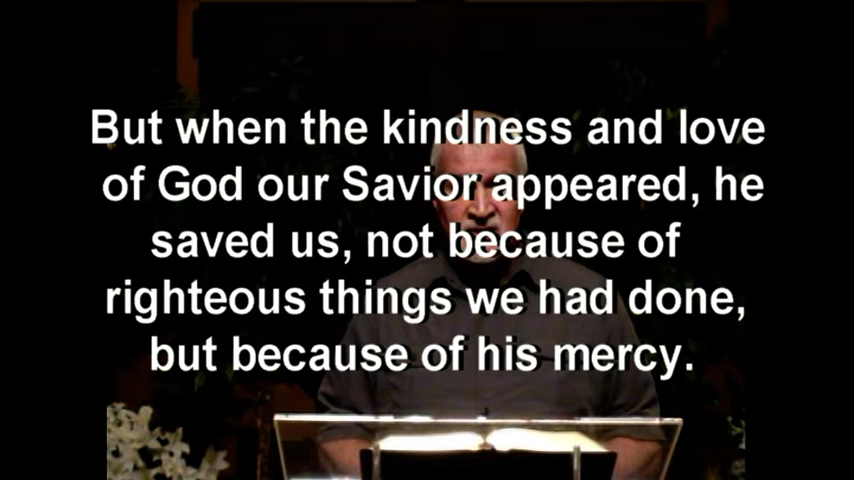 But when the kindness and love
of God our Savior appeared, he
saved us, not because of
righteous things we had done,
but because of his mercy.